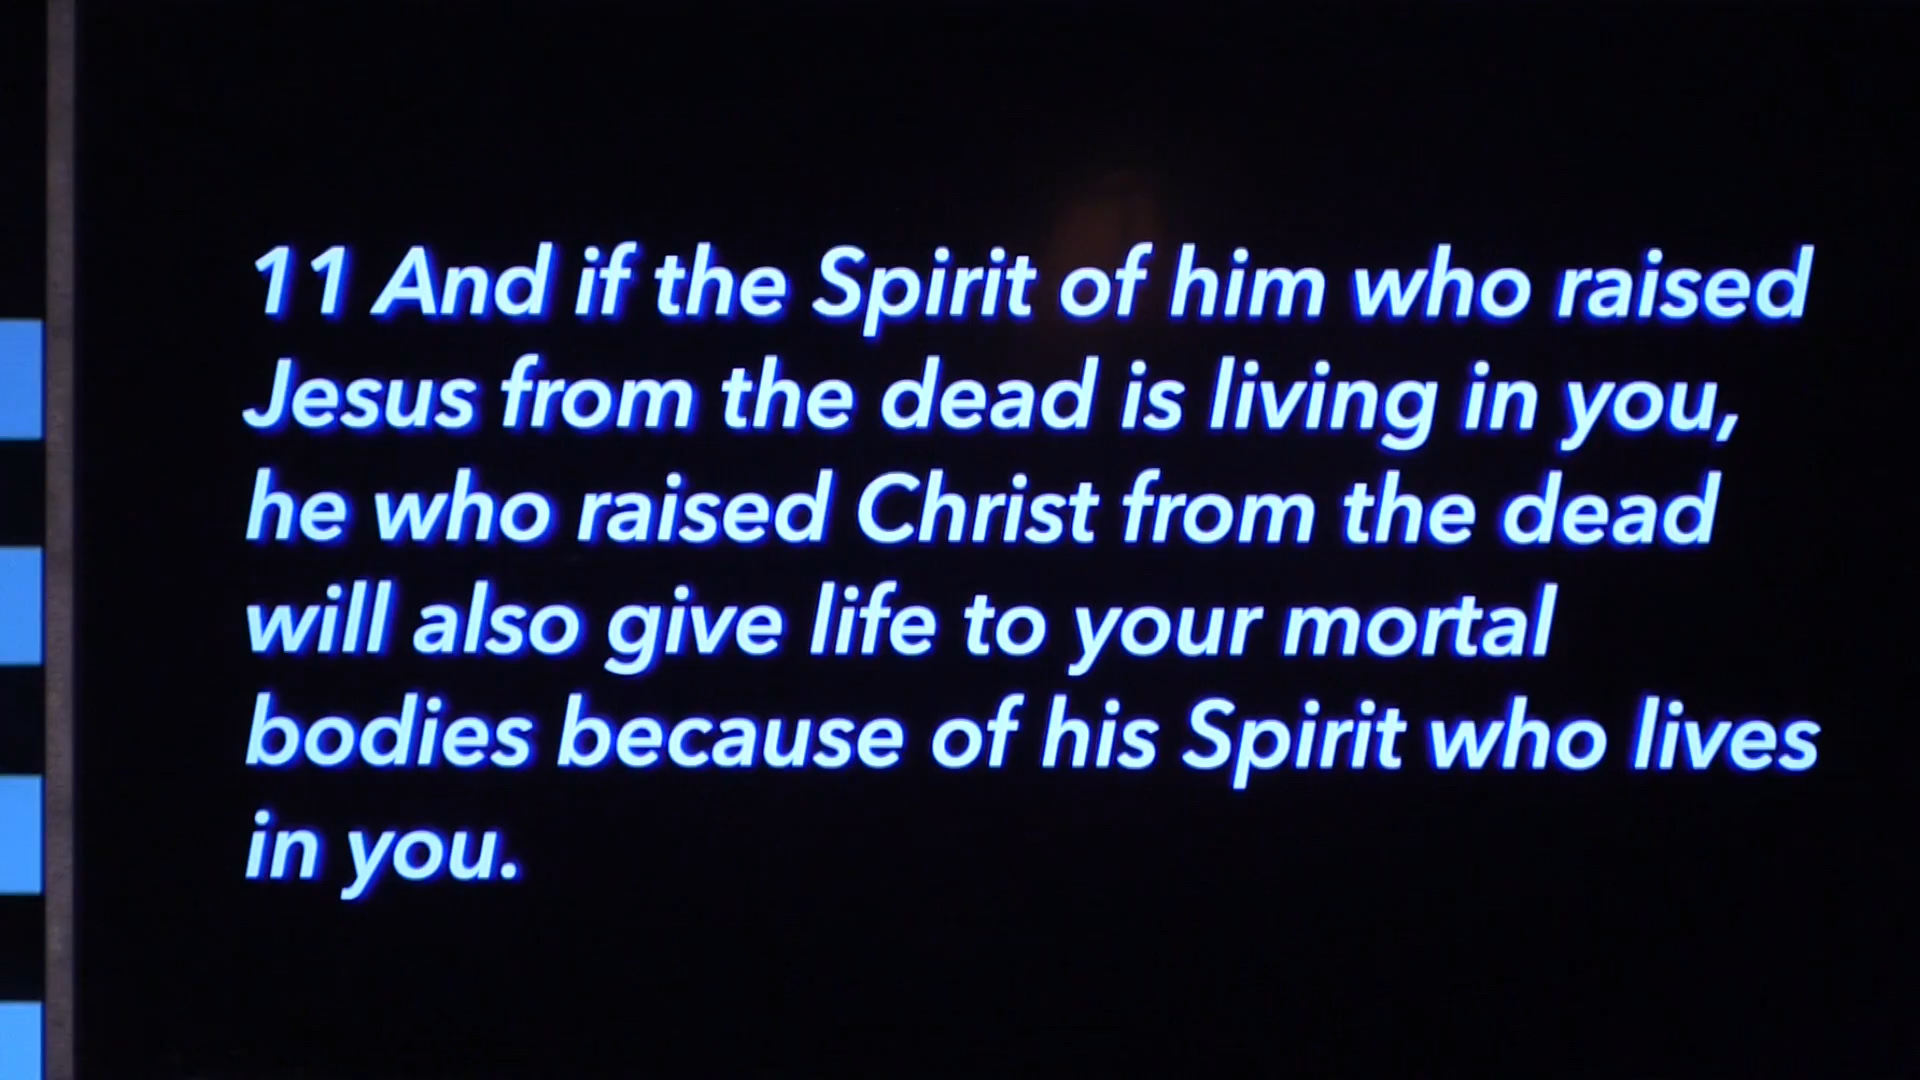 11 And if the Spirit of him who raised
Jesus from the dead is living in you,
he who raised Christ from the dead
will also give life to your mortal
bodies because of his Spirit who lives
in you.